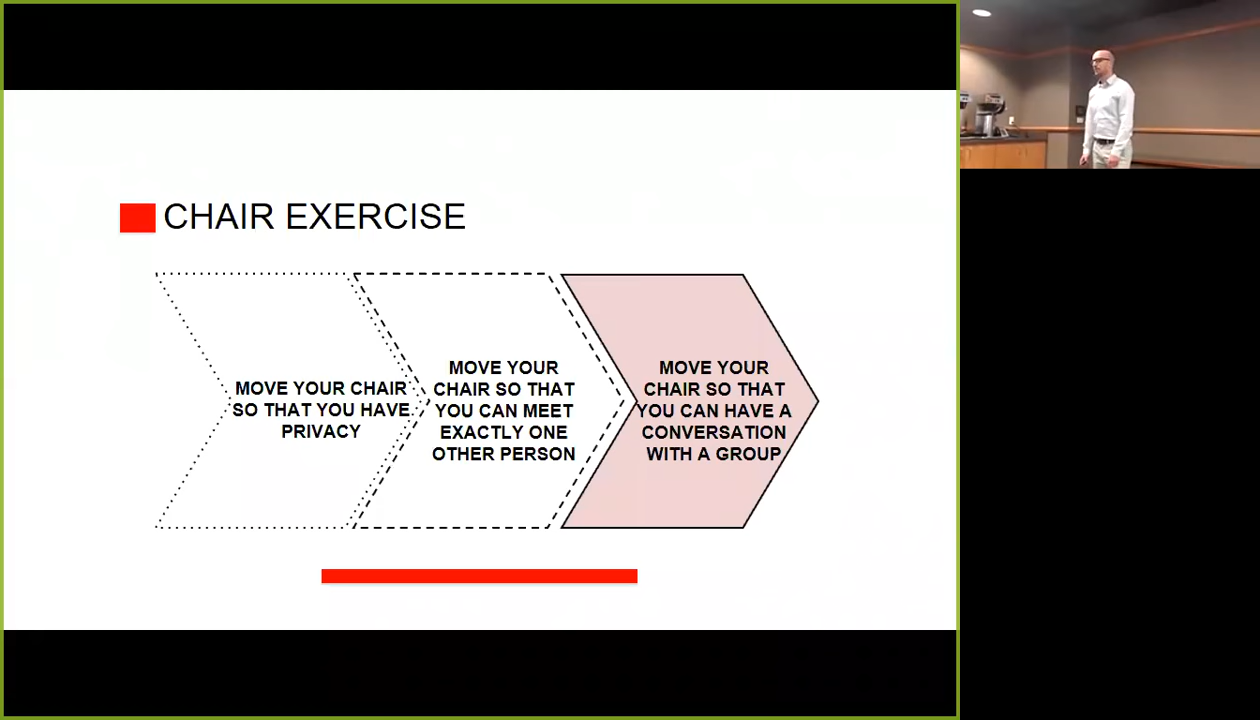 CHAIR EXERCISE
MOVE YOUR CHAIR
SO THAT YOU HAVE
PRIVACY
MOVE YOUR
CHAIR SO THAT
YOU CAN MEET
EXACTLY ONE
OTHER PERSON
MOVE YOUR
CHAIR SO THAT
YOU CAN HAVE A
CONVERSATION
WITH A GROUP